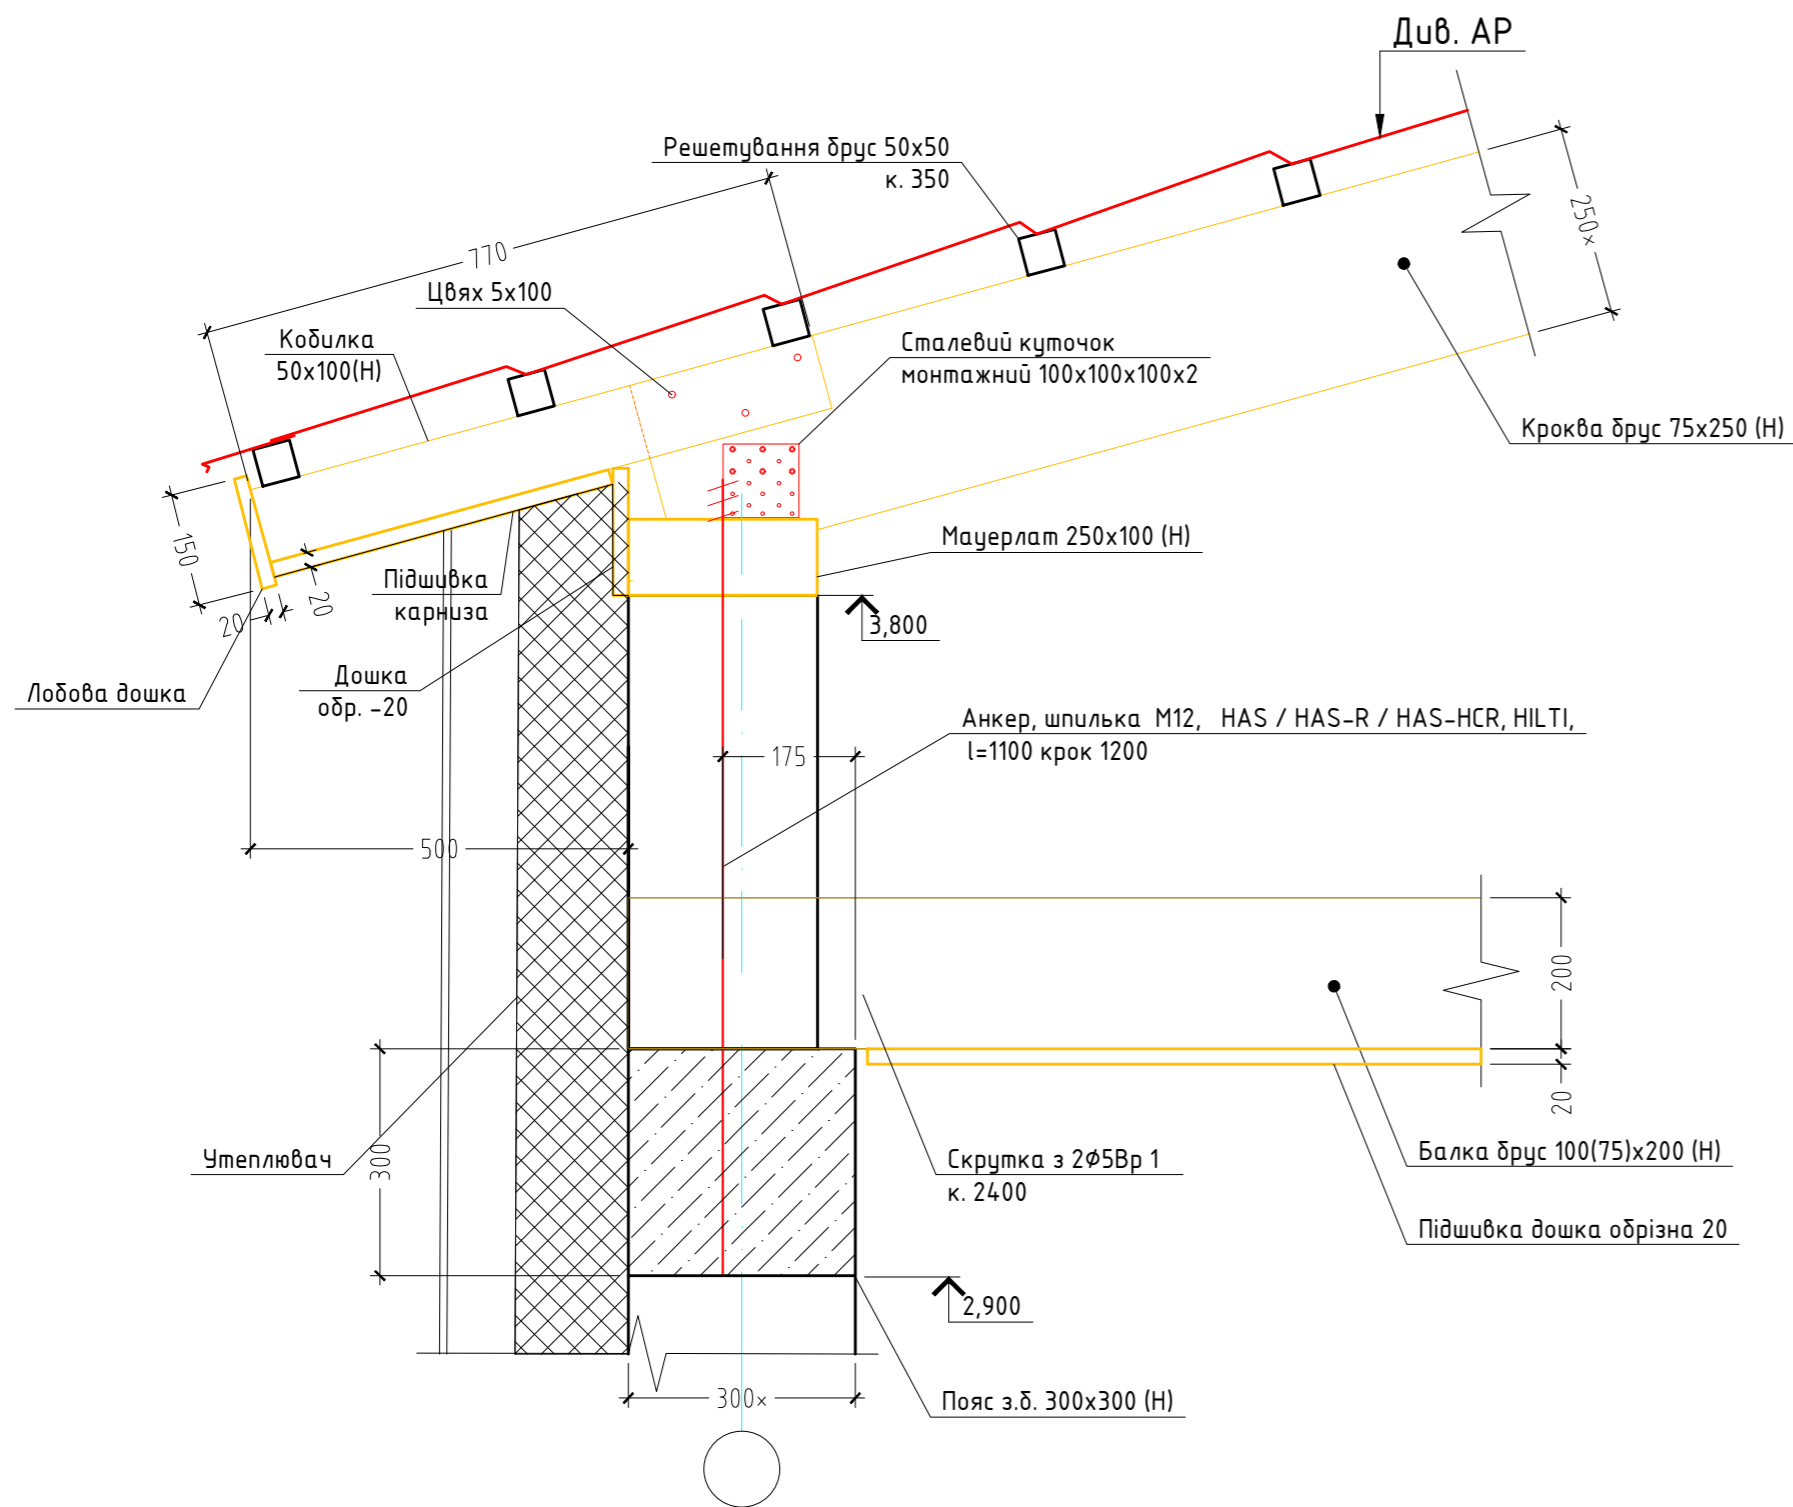 Див. АР
Решетування брус 50х50
к. 350
250×
770
Цвях 5х100
Кобилка
50х100(Н)
Сталевий куточок
монтажний 100х100х100х2
Кроква брус 75х250 (Н)
150
Мауерлат 250х100 (Н)
Підшивка
карниза
20
20
3,800
Лобова дошка
Дошка
обр. -20
Анкер, шпилька М12, HAS / HAS-R / HAS-HCR, HILTI,
l=1100 крок 1200
175
500
200
20
300
Утеплювач
Скрутка з 2Ø5Вр 1
к. 2400
Балка брус 100(75)х200 (Н)
Підшивка дошка обрізна 20
2,900
300×
Пояс з.б. 300х300 (Н)